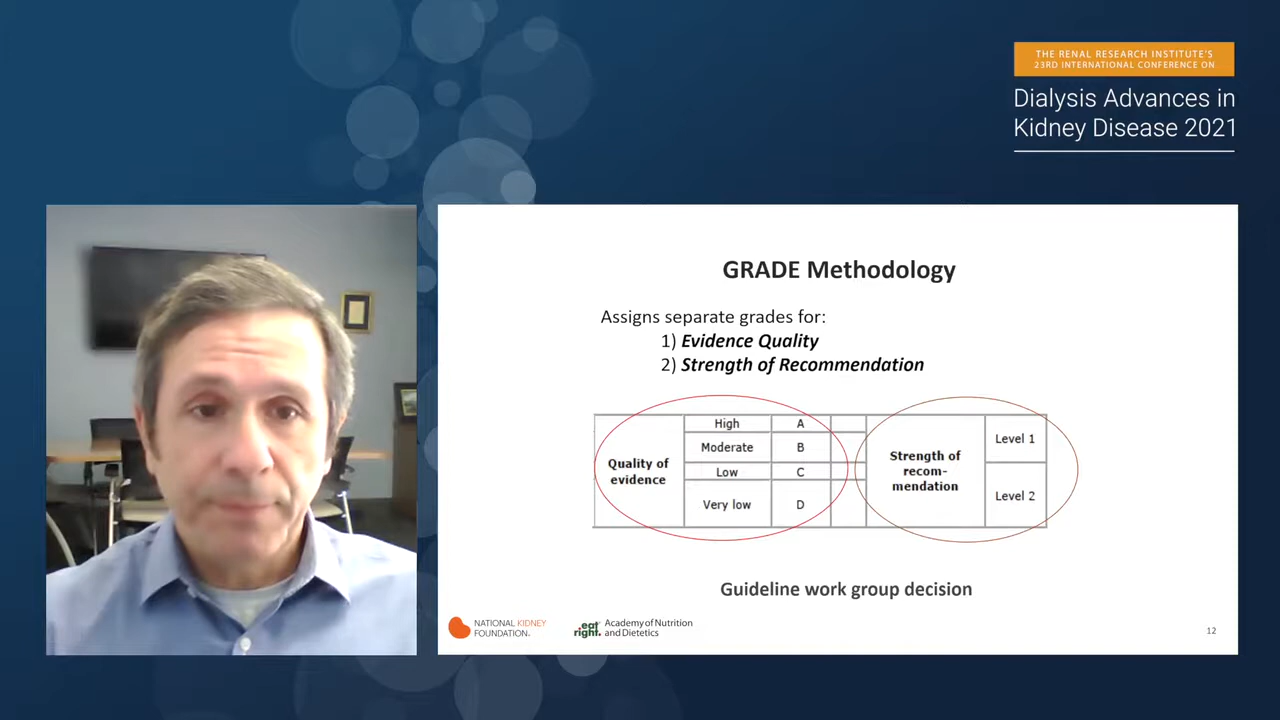 THE RENAL RESEARCH INSTITUTE'S
23RD INTERNATIONAL CONFERENCE ON
Dialysis Advances in
Kidney Disease 2021
GRADE Methodology
Assigns separate grades for:
1) Evidence Quality
2) Strength of Recommendation
Quality of
evidence
High A
Moderate B
Low C
Very low D
Strength of
recom-
mendation
Level 1
Level 2
Guideline work group decision
NATIONAL KIDNEY
FOUNDATION®
eat
right.
Academy of Nutrition
and Dietetics
12